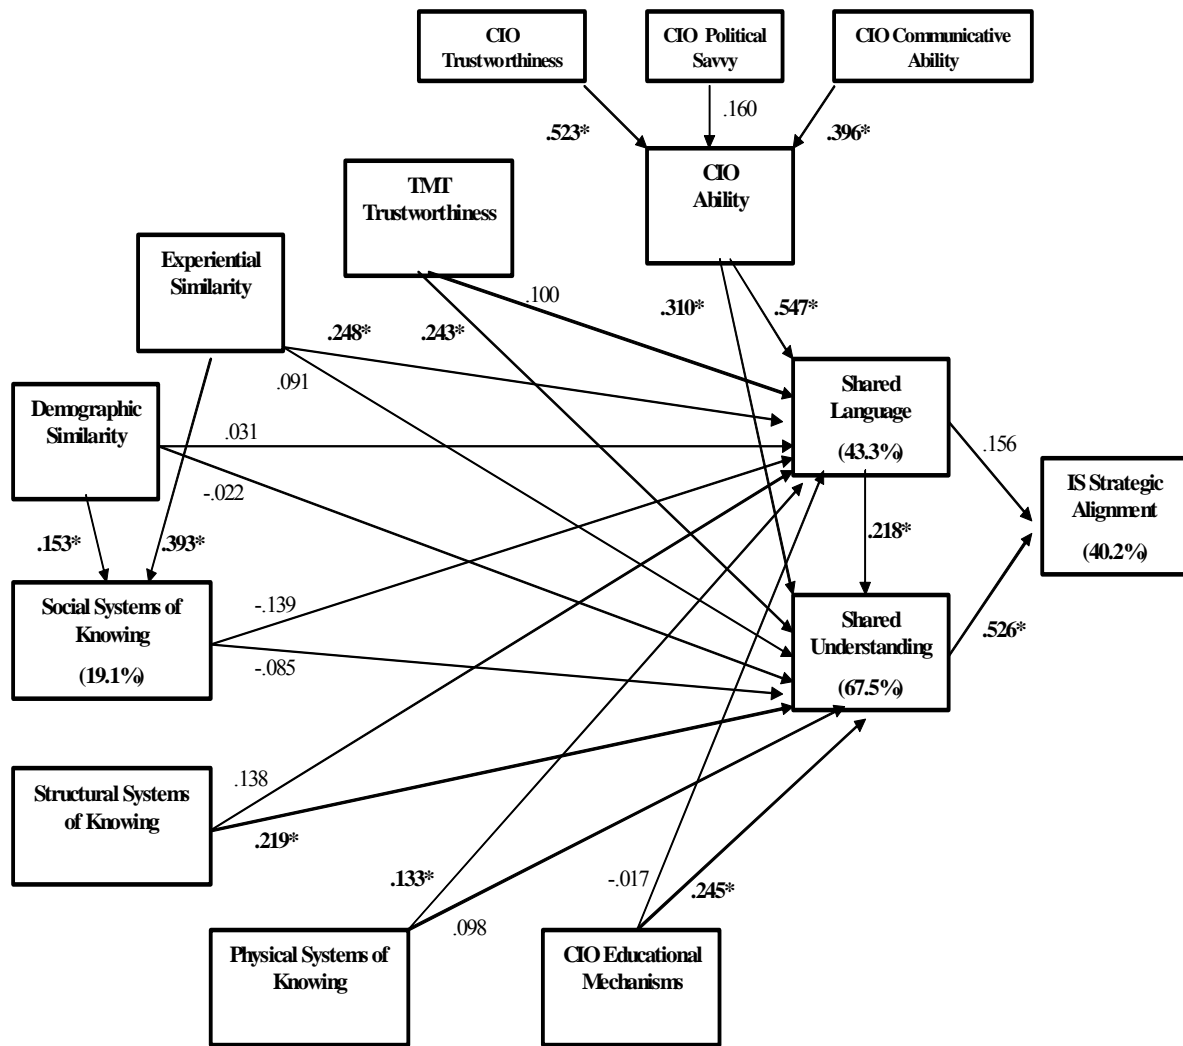 CIO
Trustworthiness
CIO Political
Savvy
CIO Communicative
Ability
.523*
.160
.396*
CIO
Ability
TMT
Trustworthiness
Experiential
Similarity
.100
.310*
.547*
.248*
.243*
.091
Shared
Language
(43.3%)
Demographic
Similarity
.031
-.022
.156
IS Strategic
Alignment
(40.2%)
.153*
.393*
.218*
Social Systems of
Knowing
(19.1%)
-.139
-.085
Shared
Understanding
(67.5%)
.526*
Structural Systems
of Knowing
.138
.219*
.133*
.098
-.017
.245*
Physical Systems of
Knowing
CIO Educational
Mechanisms